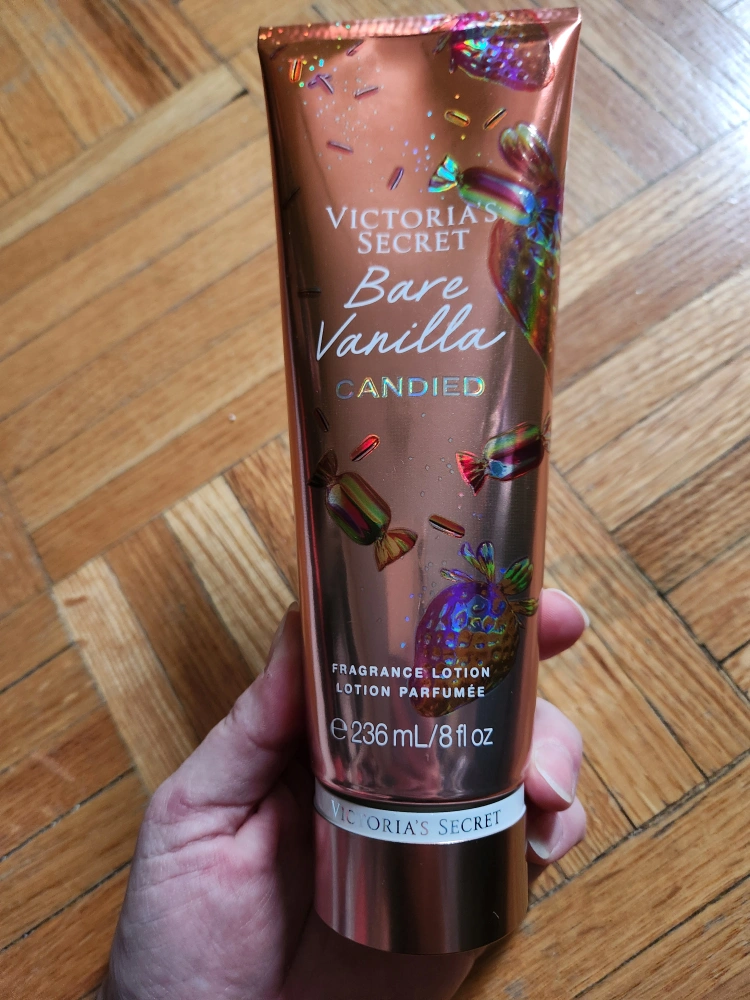 VICTORIA'S
SECRET
Bare
Vanilla
CANDIED
FRAGRANCE LOTION
LOTION PARFUMÉE
℮ 236 mL/8 fl oz
VICTORIA'S SECRET